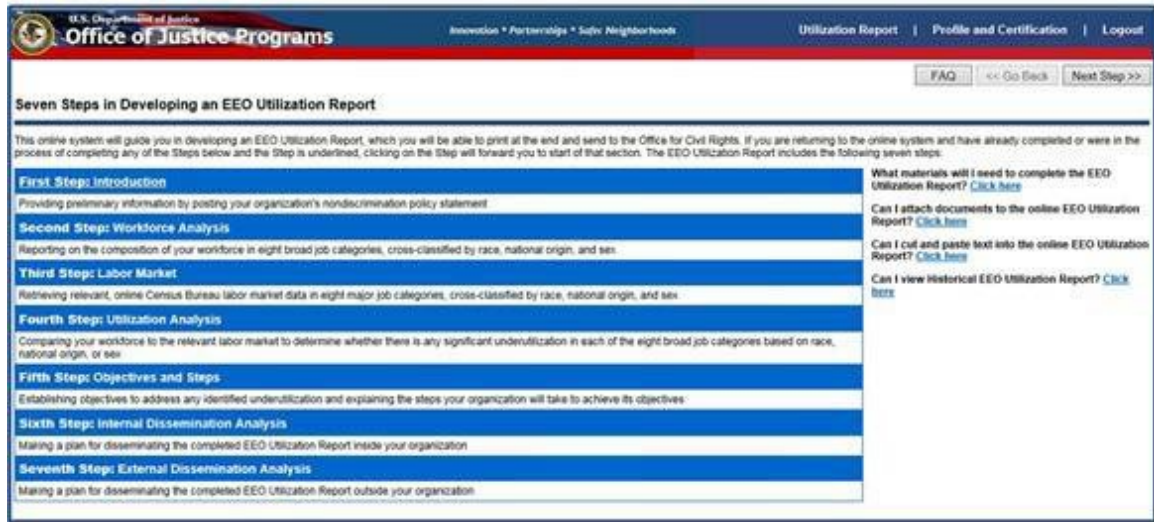 U.S. Department of Justice
Office of Justice Programs
Innovation * Partnerships * Safer Neighborhoods
Utilization Report | Profile and Certification | Logout
FAQ << Go Back Next Step >>
Seven Steps in Developing an EEO Utilization Report
This online system will guide you in developing an EEO Utilization Report, which you will be able to print at the end and send to the Office for Civil Rights. If you are returning to the online system and have already completed or were in the
process of completing any of the Steps below and the Step is underlined, clicking on the Step will forward you to start of that section. The EEO Utilization Report includes the following seven steps:
First Step: Introduction
Providing preliminary information by posting your organization's nondiscrimination policy statement
Second Step: Workforce Analysis
Reporting on the composition of your workforce in eight broad job categories, cross-classified by race, national origin, and sex
Third Step: Labor Market
Retrieving relevant, online Census Bureau labor market data in eight major job categories, cross-classified by race, national origin, and sex
Fourth Step: Utilization Analysis
Comparing your workforce to the relevant labor market to determine whether there is any significant underutilization in each of the eight broad job categories based on race,
national origin, or sex
Fifth Step: Objectives and Steps
Establishing objectives to address any identified underutilization and explaining the steps your organization will take to achieve its objectives
Sixth Step: Internal Dissemination Analysis
Making a plan for disseminating the completed EEO Utilization Report inside your organization
Seventh Step: External Dissemination Analysis
Making a plan for disseminating the completed EEO Utilization Report outside your organization
What materials will I need to complete the EEO
Utilization Report? Click here
Can I attach documents to the online EEO Utilization
Report? Click here
Can I cut and paste text into the online EEO Utilization
Report? Click here
Can I view Historical EEO Utilization Report? Click
here